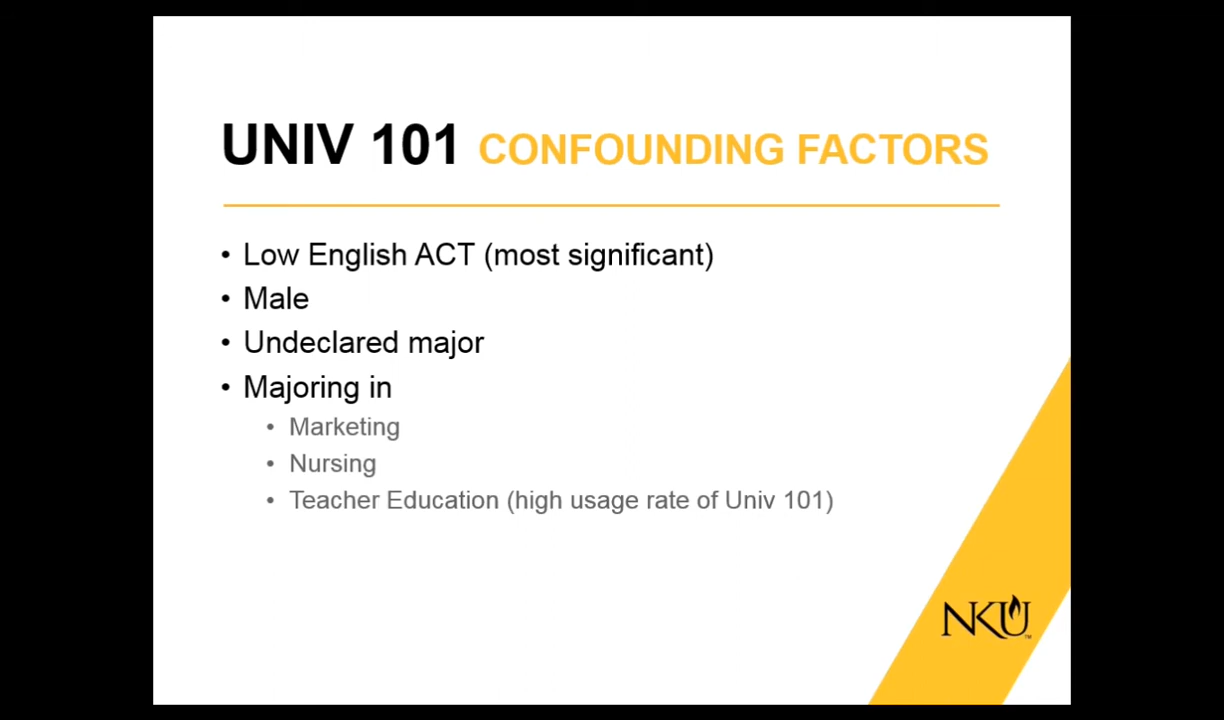 UNIV 101 CONFOUNDING FACTORS
• Low English ACT (most significant)
• Male
• Undeclared major
• Majoring in
• Marketing
• Nursing
• Teacher Education (high usage rate of Univ 101)
NKU™